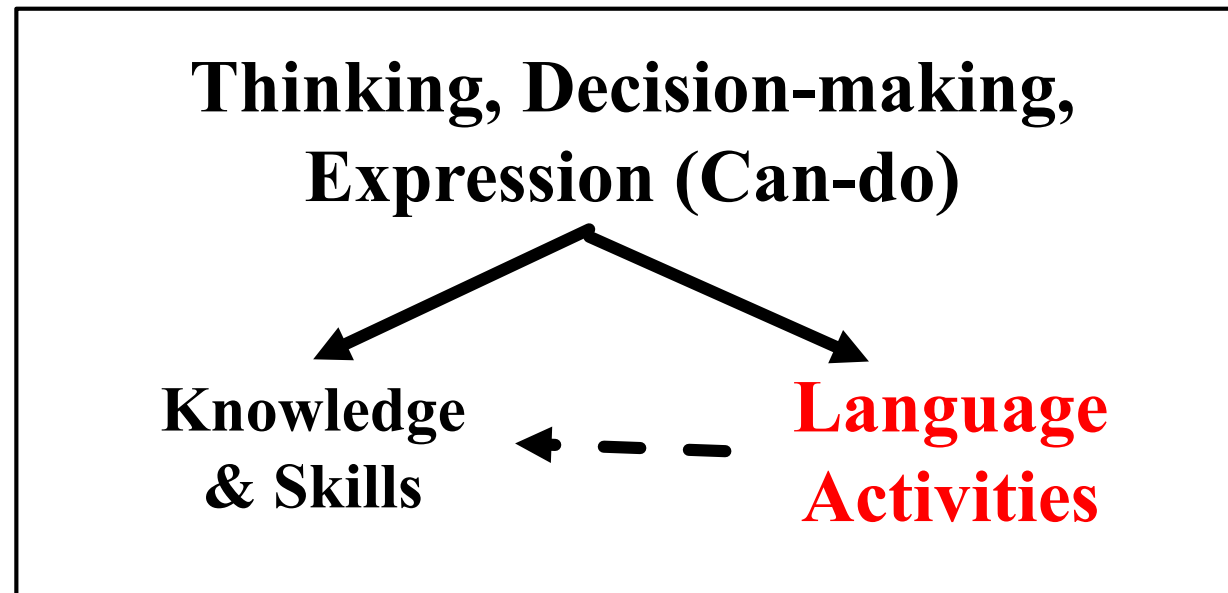 Thinking, Decision-making,
Expression (Can-do)
Knowledge
& Skills
Language
Activities